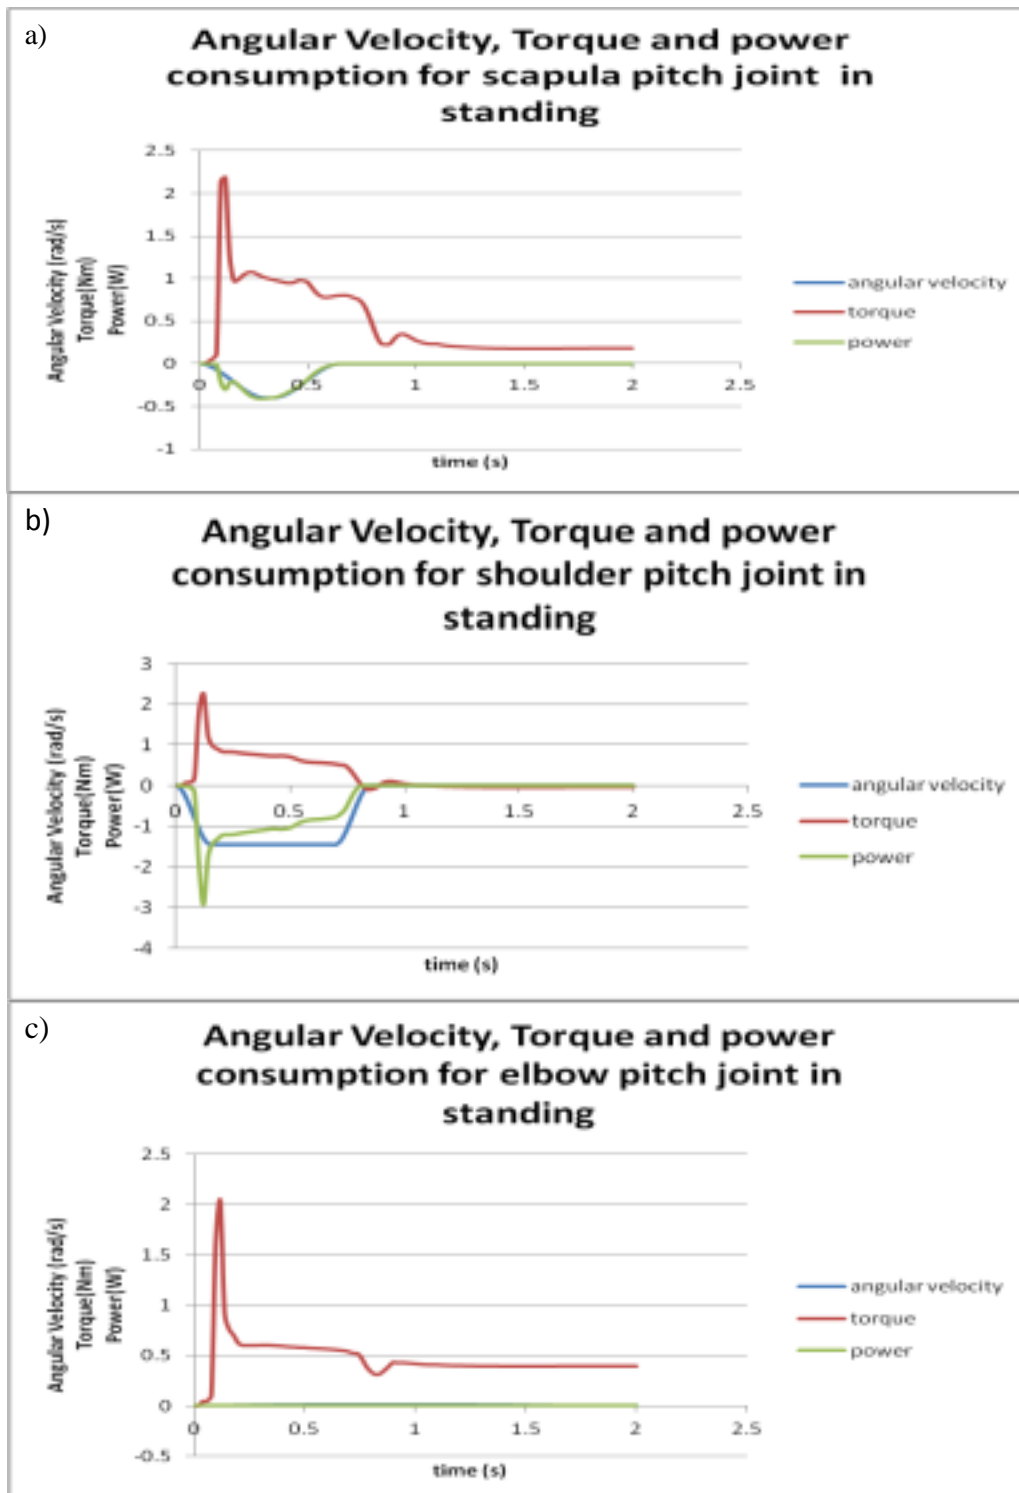 a)
Angular Velocity, Torque and power
consumption for scapula pitch joint in
standing
2.5
2
1.5
1
0.5
0
-0.5
-1
0 0.5 1 1.5 2 2.5
Angular Velocity (rad/s)
Torque(Nm)
Power(W)
time (s)
angular velocity
torque
power
b)
Angular Velocity, Torque and power
consumption for shoulder pitch joint in
standing
3
2
1
0
-1
-2
-3
-4
0 0.5 1 1.5 2 2.5
Angular Velocity (rad/s)
Torque(Nm)
Power(W)
time (s)
angular velocity
torque
power
c)
Angular Velocity, Torque and power
consumption for elbow pitch joint in
standing
2.5
2
1.5
1
0.5
0
-0.5
0 0.5 1 1.5 2 2.5
Angular Velocity (rad/s)
Torque(Nm)
Power(W)
time (s)
angular velocity
torque
power